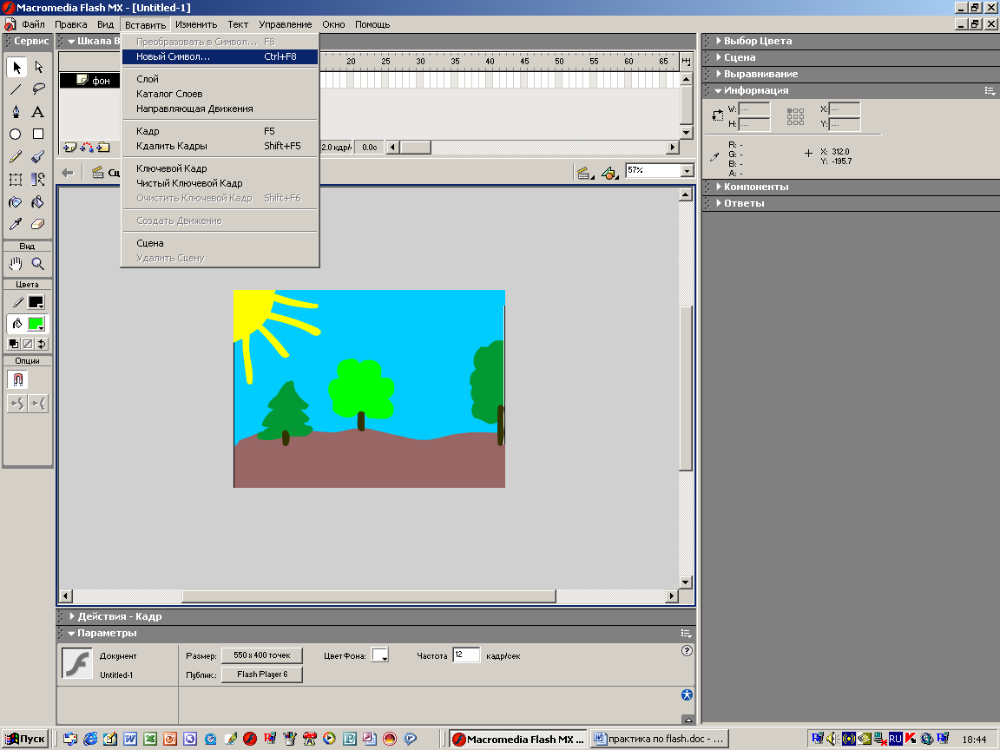 Macromedia Flash MX - [Untitled-1]
Файл Правка Вид Вставить Изменить Тект Управление Окно Помощь
Сервис
Шкала В
Преобразовать в Символ... F8
Новый Символ... Ctrl+F8
Слой
Каталог Слоев
Направляющая Движения
Кадр F5
Кдалить Кадры Shift+F5
Ключевой Кадр
Чистый Ключевой Кадр
Очистить Ключевой Кадр Shift+F6
Создать Движение
Сцена
Удалить Сцену
20 25 30 35 40 45 50 55 60 65
фон
2.0 кадр/ 0.0с
Сц
57%
Вид
Цвета
Опции
Выбор Цвета
Сцена
Выравнивание
Информация
W: --- X: ---
H: --- Y: ---
R: -
G: - X: 312.0
B: - Y: -195.7
A: -
Компоненты
Ответы
Действия - Кадр
Параметры
Документ Размер: 550 x 400 точек Цвет Фона: Частота 12 кадр/сек
Untitled-1 Публик.: Flash Player 6
Пуск
Macromedia Flash MX ...
практика по flash.doc - ...
RU
18:44